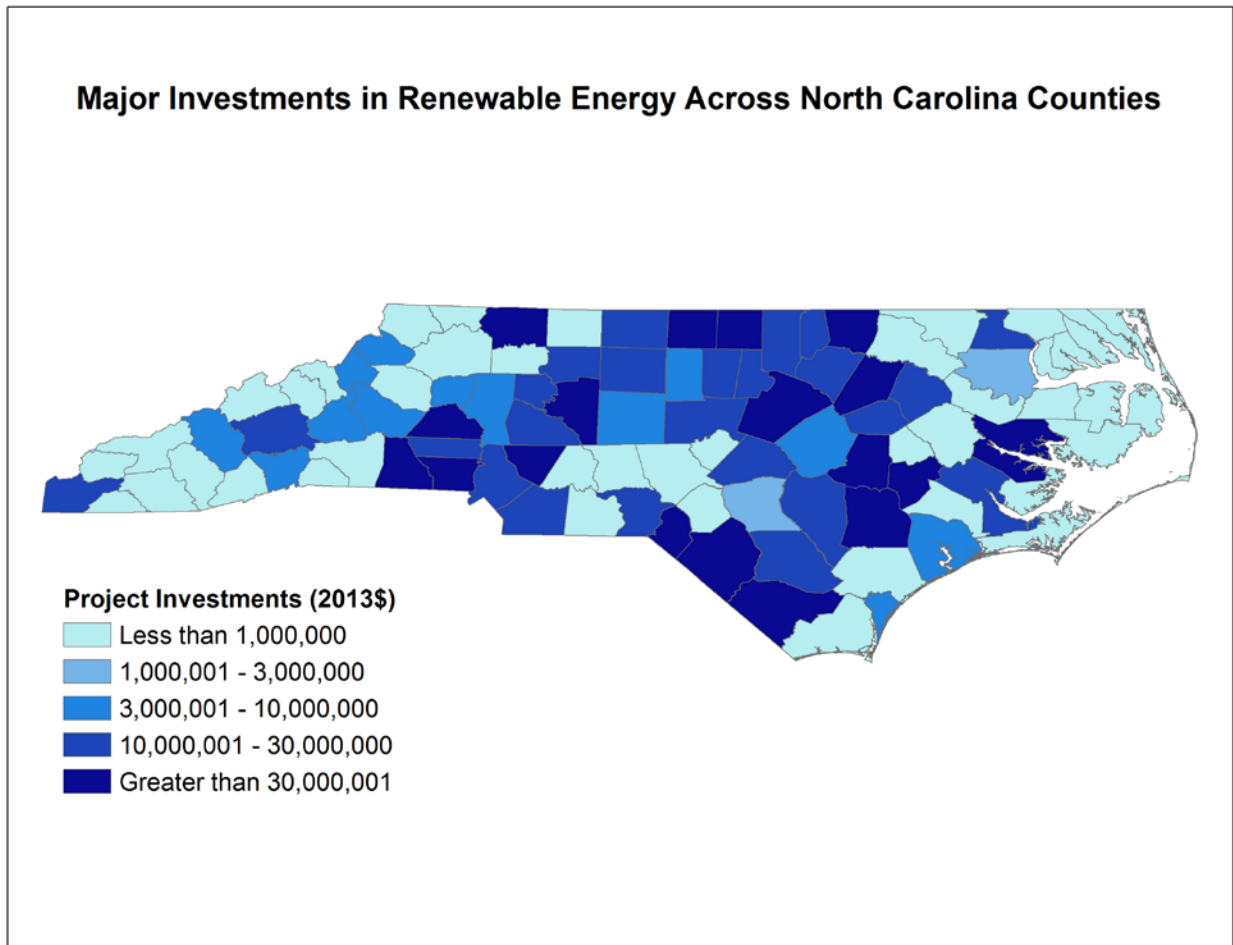 Major Investments in Renewable Energy Across North Carolina Counties
Project Investments (2013$)
Less than 1,000,000
1,000,001 - 3,000,000
3,000,001 - 10,000,000
10,000,001 - 30,000,000
Greater than 30,000,001